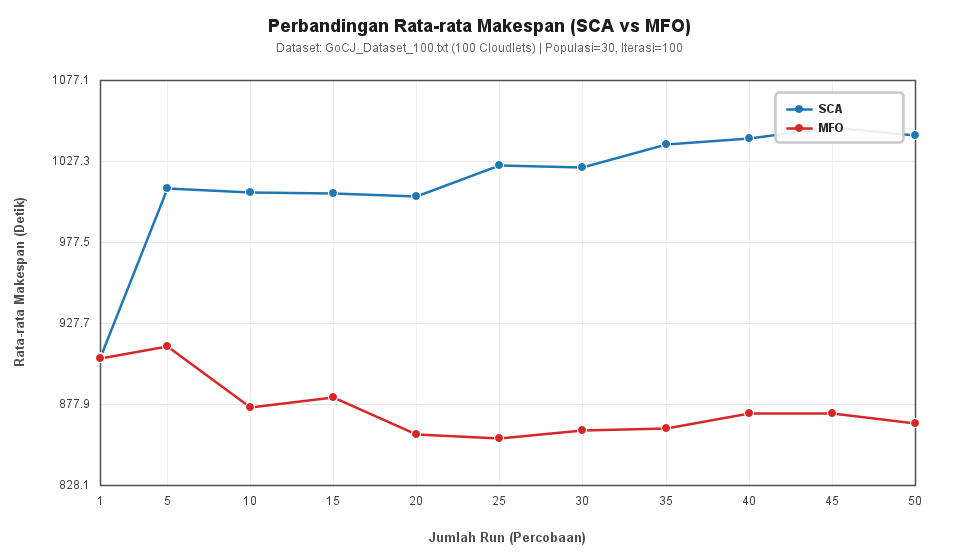 Perbandingan Rata-rata Makespan (SCA vs MFO)
Dataset: GoCJ_Dataset_100.txt (100 Cloudlets) | Populasi=30, Iterasi=100
1077.1
1027.3
977.5
927.7
877.9
828.1
Rata-rata Makespan (Detik)
SCA
MFO
1 5 10 15 20 25 30 35 40 45 50
Jumlah Run (Percobaan)